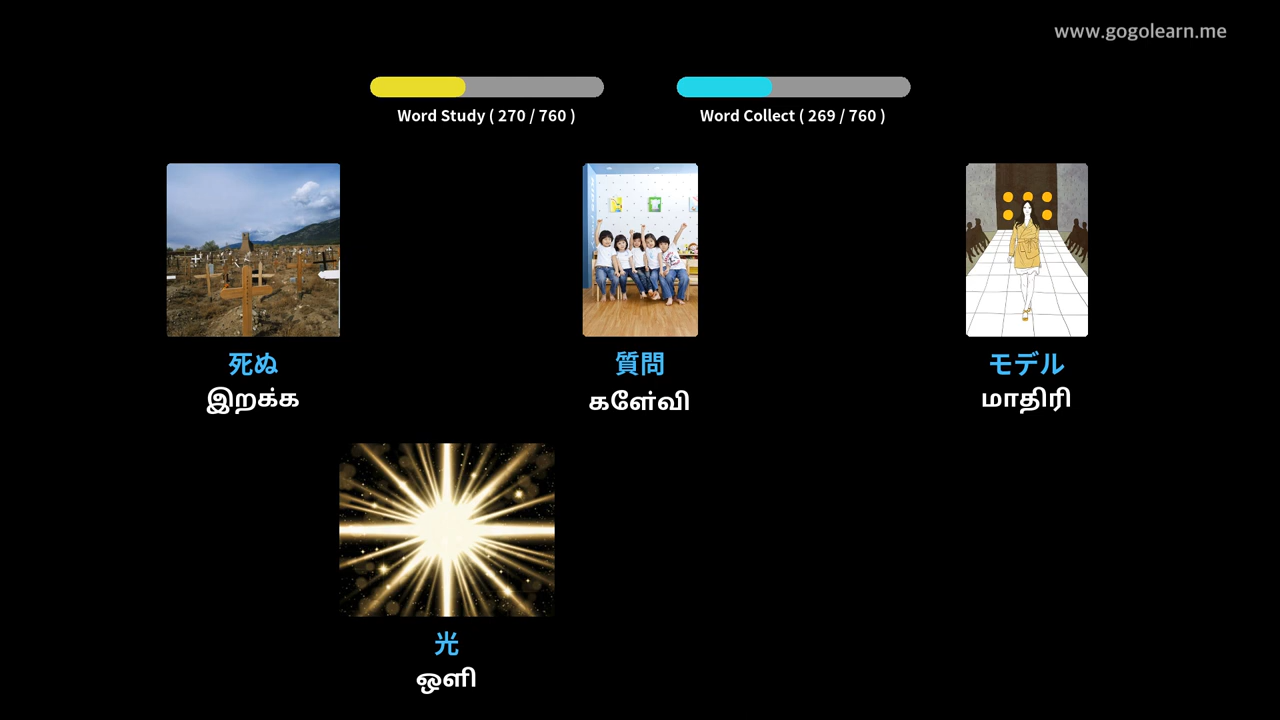 www.gogolearn.me
Word Study ( 270 / 760 )
Word Collect ( 269 / 760 )
死ぬ
இறக்க
質問
கேள்வி
モデル
மாதிரி
光
ஒளி